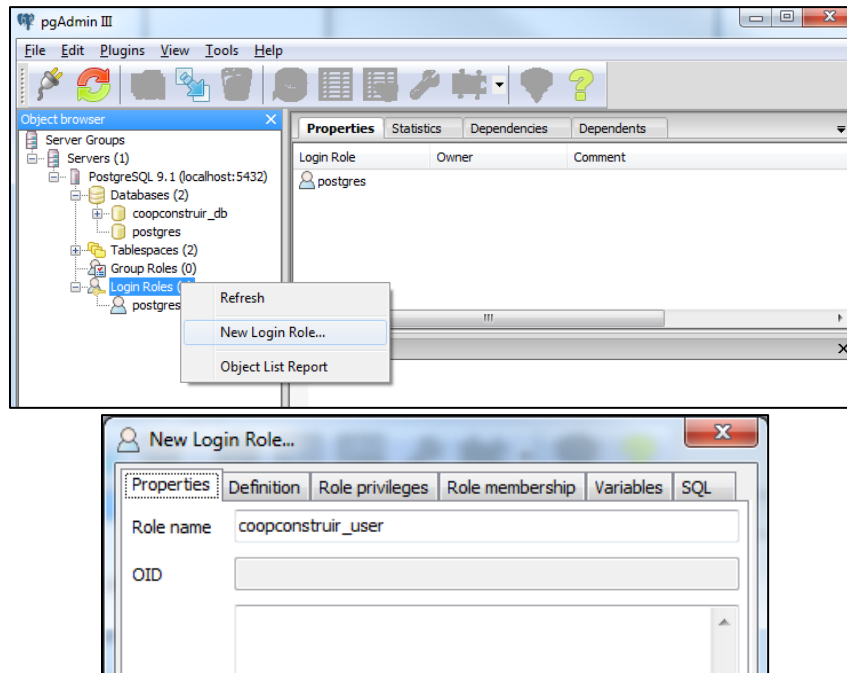 pgAdmin III
File Edit Plugins View Tools Help
Object browser
Server Groups
Servers (1)
PostgreSQL 9.1 (localhost:5432)
Databases (2)
coopconstruir_db
postgres
Tablespaces (2)
Group Roles (0)
Login Roles
postgres
Properties Statistics Dependencies Dependents
Login Role Owner Comment
postgres
Refresh
New Login Role...
Object List Report
New Login Role...
Properties Definition Role privileges Role membership Variables SQL
Role name coopconstruir_user
OID